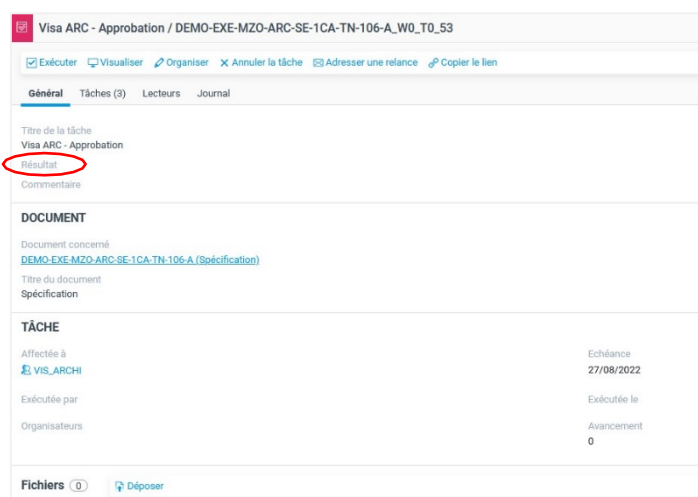 Visa ARC - Approbation / DEMO-EXE-MZO-ARC-SE-1CA-TN-106-A_W0_T0_53
Exécuter Visualiser Organiser Annuler la tâche Adresser une relance Copier le lien
Général Tâches (3) Lecteurs Journal
Titre de la tâche
Visa ARC - Approbation
Résultat
Commentaire
DOCUMENT
Document concerné
DEMO-EXE-MZO-ARC-SE-1CA-TN-106-A (Spécification)
Titre du document
Spécification
TÂCHE
Affectée à Echéance
VIS_ARCHI 27/08/2022
Exécutée par Exécutée le
Organisateurs Avancement
0
Fichiers 0 Déposer